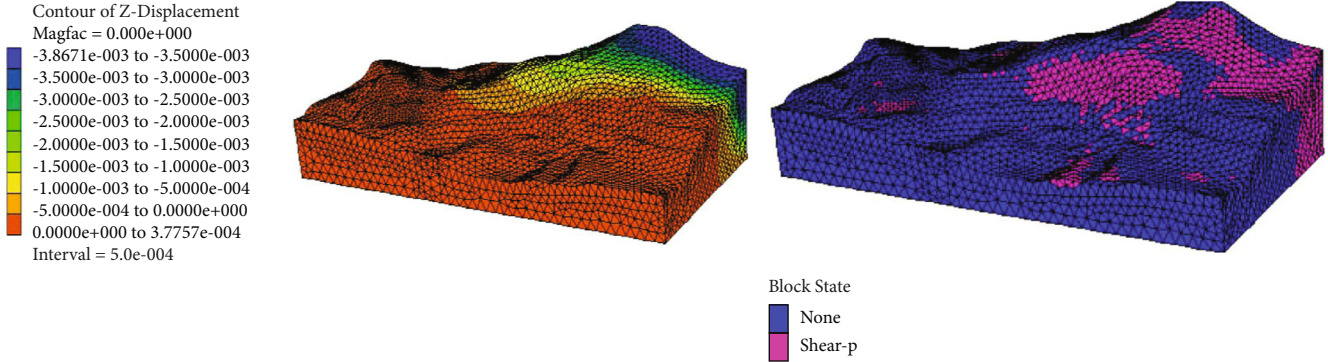 Contour of Z-Displacement
Magfac = 0.000e+000
-3.8671e-003 to -3.5000e-003
-3.5000e-003 to -3.0000e-003
-3.0000e-003 to -2.5000e-003
-2.5000e-003 to -2.0000e-003
-2.0000e-003 to -1.5000e-003
-1.5000e-003 to -1.0000e-003
-1.0000e-003 to -5.0000e-004
-5.0000e-004 to 0.0000e+000
0.0000e+000 to 3.7757e-004
Interval = 5.0e-004
Block State
None
Shear-p